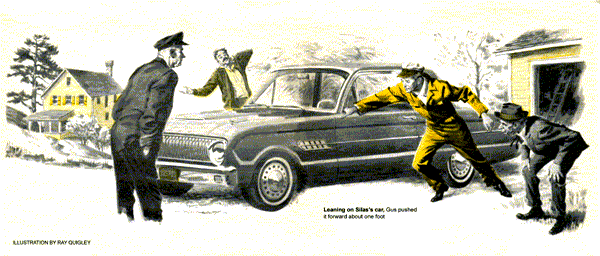 Leaning on Silas's car, Gus pushed
it forward about one foot
ILLUSTRATION BY RAY QUIGLEY